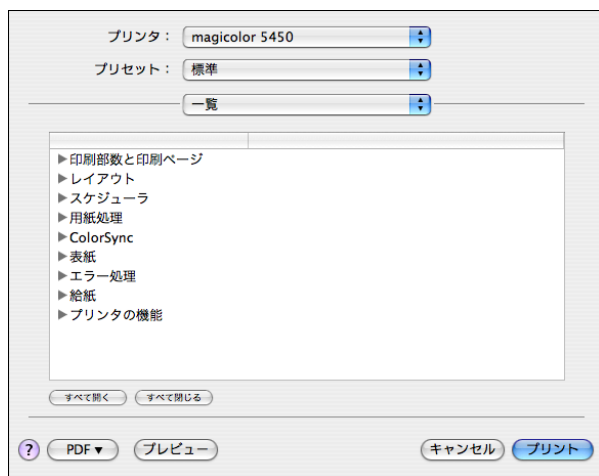 プリンタ： magicolor 5450
プリセット： 標準
一覧
▶印刷部数と印刷ページ
▶レイアウト
▶スケジューラ
▶用紙処理
▶ColorSync
▶表紙
▶エラー処理
▶給紙
▶プリンタの機能
すべて開く すべて閉じる
? PDF▼ プレビュー キャンセル プリント